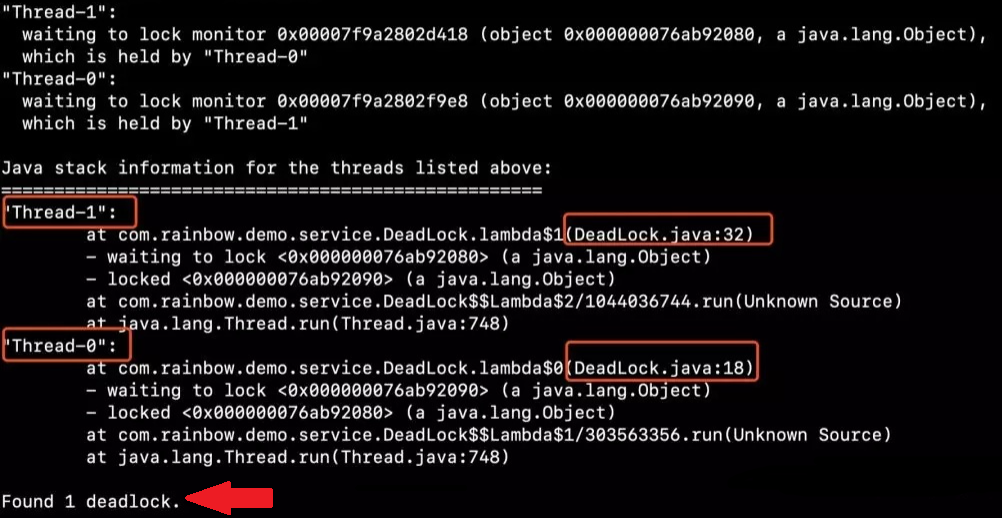 "Thread-1":
  waiting to lock monitor 0x00007f9a2802d418 (object 0x000000076ab92080, a java.lang.Object),
  which is held by "Thread-0"
"Thread-0":
  waiting to lock monitor 0x00007f9a2802f9e8 (object 0x000000076ab92090, a java.lang.Object),
  which is held by "Thread-1"
Java stack information for the threads listed above:
===================================================
"Thread-1":
        at com.rainbow.demo.service.DeadLock.lambda$1(DeadLock.java:32)
        - waiting to lock <0x000000076ab92080> (a java.lang.Object)
        - locked <0x000000076ab92090> (a java.lang.Object)
        at com.rainbow.demo.service.DeadLock$$Lambda$2/1044036744.run(Unknown Source)
        at java.lang.Thread.run(Thread.java:748)
"Thread-0":
        at com.rainbow.demo.service.DeadLock.lambda$0(DeadLock.java:18)
        - waiting to lock <0x000000076ab92090> (a java.lang.Object)
        - locked <0x000000076ab92080> (a java.lang.Object)
        at com.rainbow.demo.service.DeadLock$$Lambda$1/303563356.run(Unknown Source)
        at java.lang.Thread.run(Thread.java:748)
Found 1 deadlock.